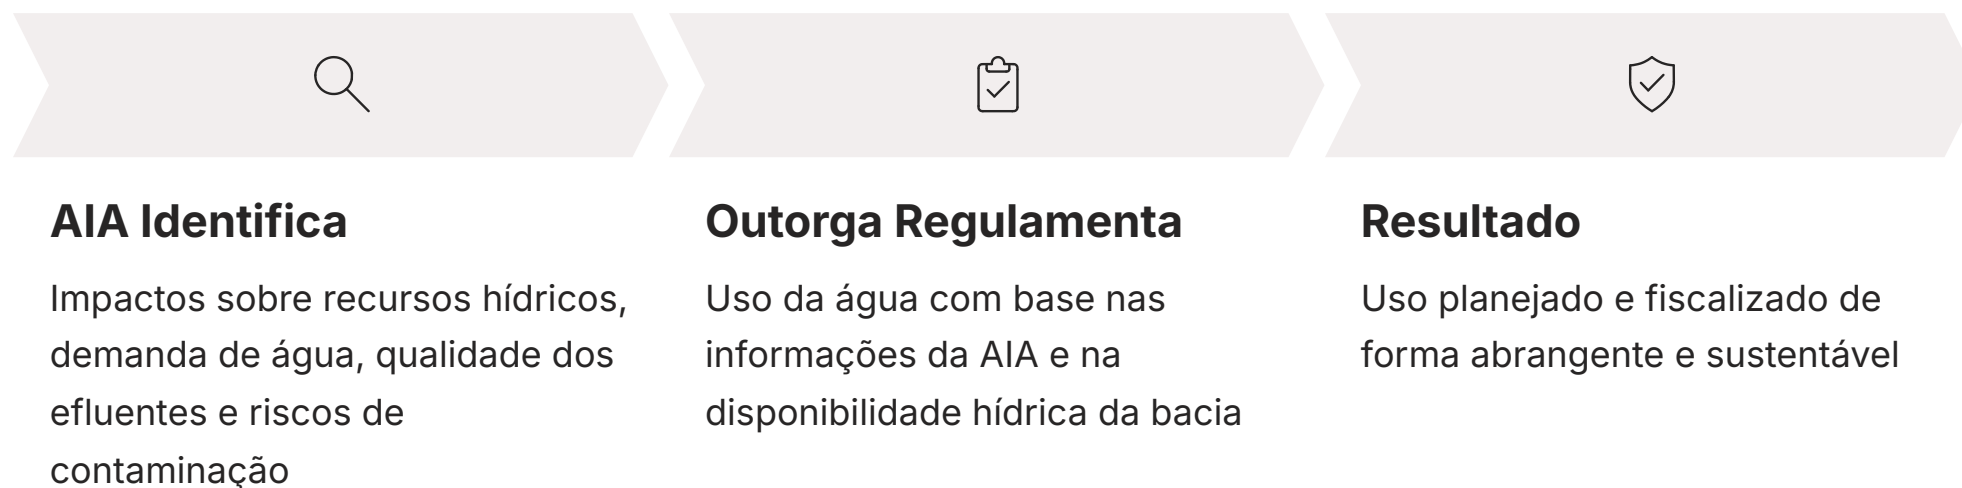 AIA Identifica
Impactos sobre recursos hídricos,
demanda de água, qualidade dos
efluentes e riscos de
contaminação
Outorga Regulamenta
Uso da água com base nas
informações da AIA e na
disponibilidade hídrica da bacia
Resultado
Uso planejado e fiscalizado de
forma abrangente e sustentável